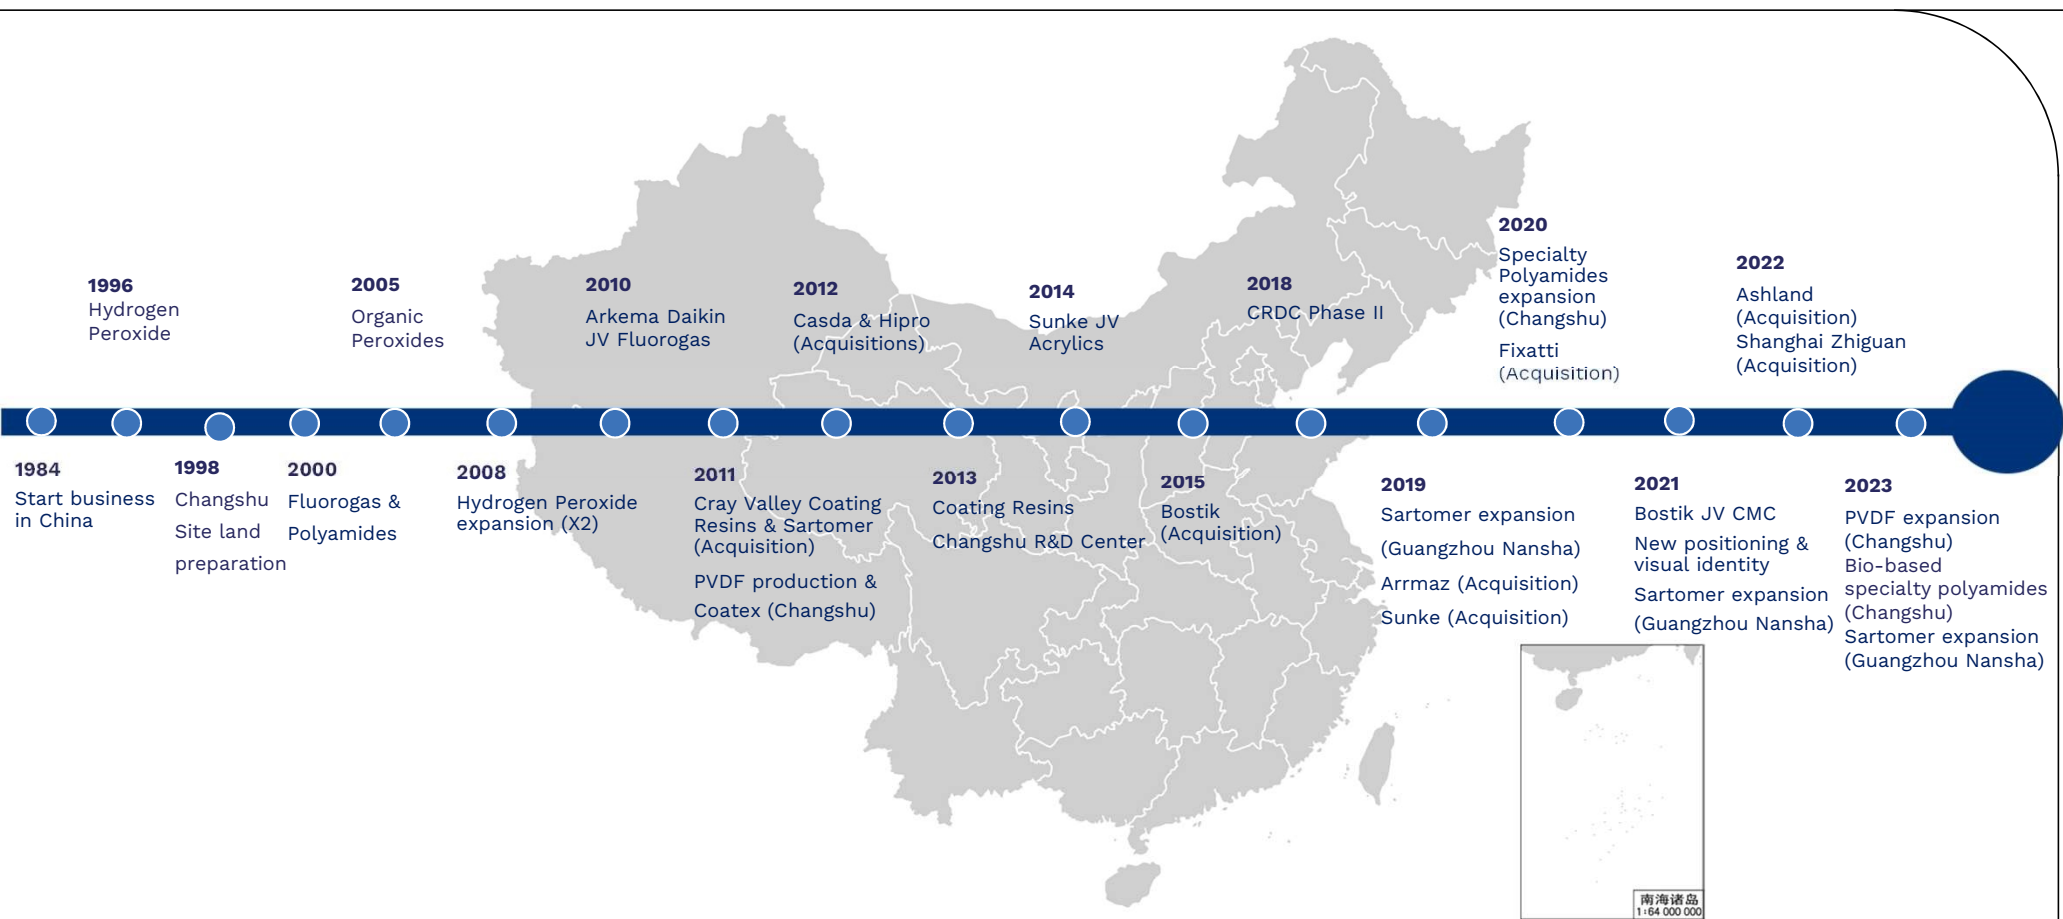 1984
Start business
in China
1996
Hydrogen
Peroxide
1998
Changshu
Site land
preparation
2000
Fluorogas &
Polyamides
2005
Organic
Peroxides
2008
Hydrogen Peroxide
expansion (X2)
2010
Arkema Daikin
JV Fluorogas
2011
Cray Valley Coating
Resins & Sartomer
(Acquisition)
PVDF production &
Coatex (Changshu)
2012
Casda & Hipro
(Acquisitions)
2013
Coating Resins
Changshu R&D Center
2014
Sunke JV
Acrylics
2015
Bostik
(Acquisition)
2018
CRDC Phase II
2019
Sartomer expansion
(Guangzhou Nansha)
Arrmaz (Acquisition)
Sunke (Acquisition)
2020
Specialty
Polyamides
expansion
(Changshu)
Fixatti
(Acquisition)
2021
Bostik JV CMC
New positioning &
visual identity
Sartomer expansion
(Guangzhou Nansha)
2022
Ashland
(Acquisition)
Shanghai Zhiguan
(Acquisition)
2023
PVDF expansion
(Changshu)
Bio-based
specialty polyamides
(Changshu)
Sartomer expansion
(Guangzhou Nansha)
南海诸岛
1:64 000 000